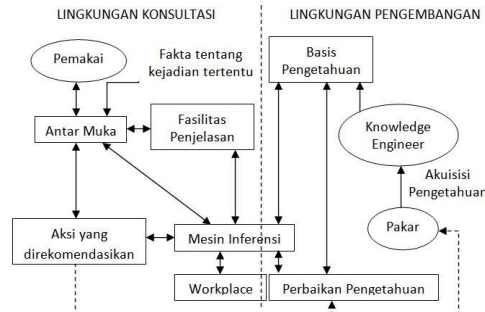 LINGKUNGAN KONSULTASI
LINGKUNGAN PENGEMBANGAN
Pemakai
Fakta tentang
kejadian tertentu
Basis
Pengetahuan
Antar Muka
Fasilitas
Penjelasan
Knowledge
Engineer
Akuisisi
Pengetahuan
Pakar
Aksi yang
direkomendasikan
Mesin Inferensi
Workplace
Perbaikan Pengetahuan